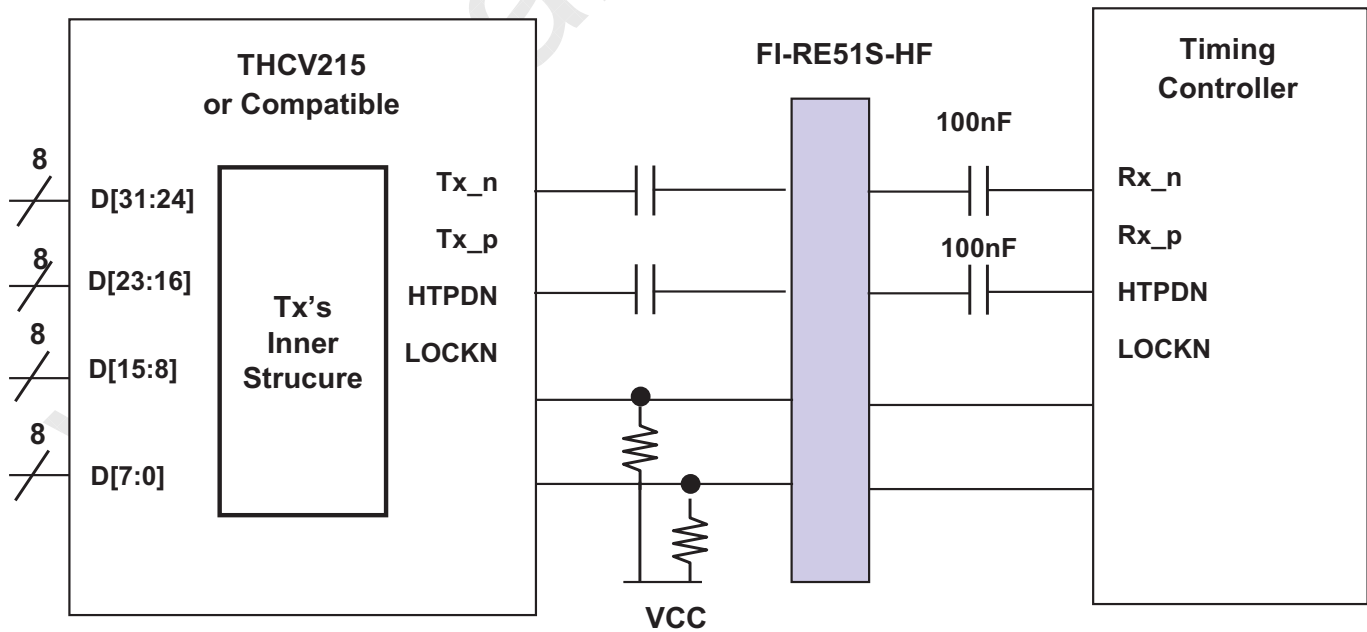 THCV215
or Compatible
8
D[31:24]
8
D[23:16]
8
D[15:8]
8
D[7:0]
Tx's
Inner
Strucure
Tx_n
Tx_p
HTPDN
LOCKN
VCC
FI-RE51S-HF
100nF
100nF
Timing
Controller
Rx_n
Rx_p
HTPDN
LOCKN